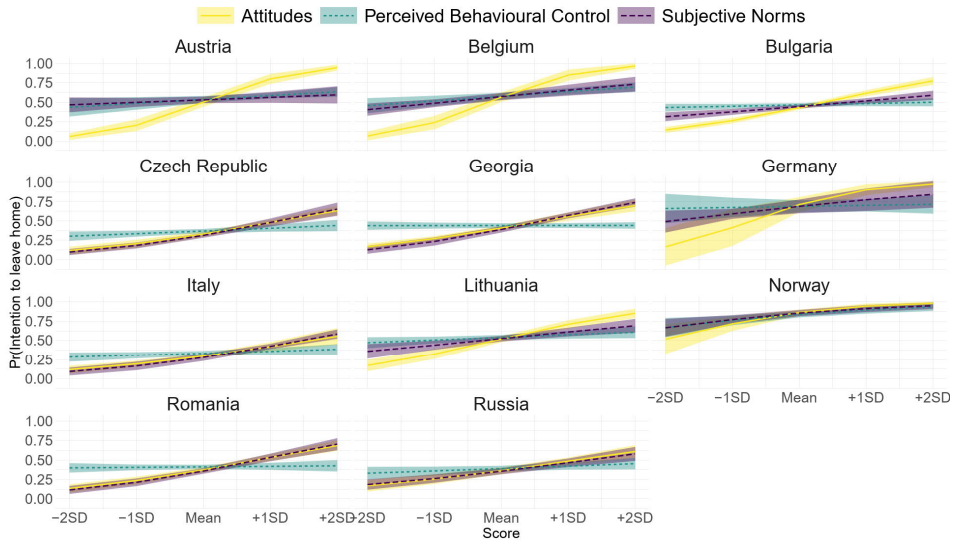 Attitudes Perceived Behavioural Control Subjective Norms
Austria Belgium Bulgaria
1.00
0.75
0.50
0.25
0.00
Czech Republic Georgia Germany
1.00
0.75
0.50
0.25
0.00
Italy Lithuania Norway
1.00
0.75
0.50
0.25
0.00
−2SD −1SD Mean +1SD +2SD
Romania Russia
1.00
0.75
0.50
0.25
0.00
−2SD −1SD Mean +1SD +2SD −2SD −1SD Mean +1SD +2SD
Score
Pr(Intention to leave home)